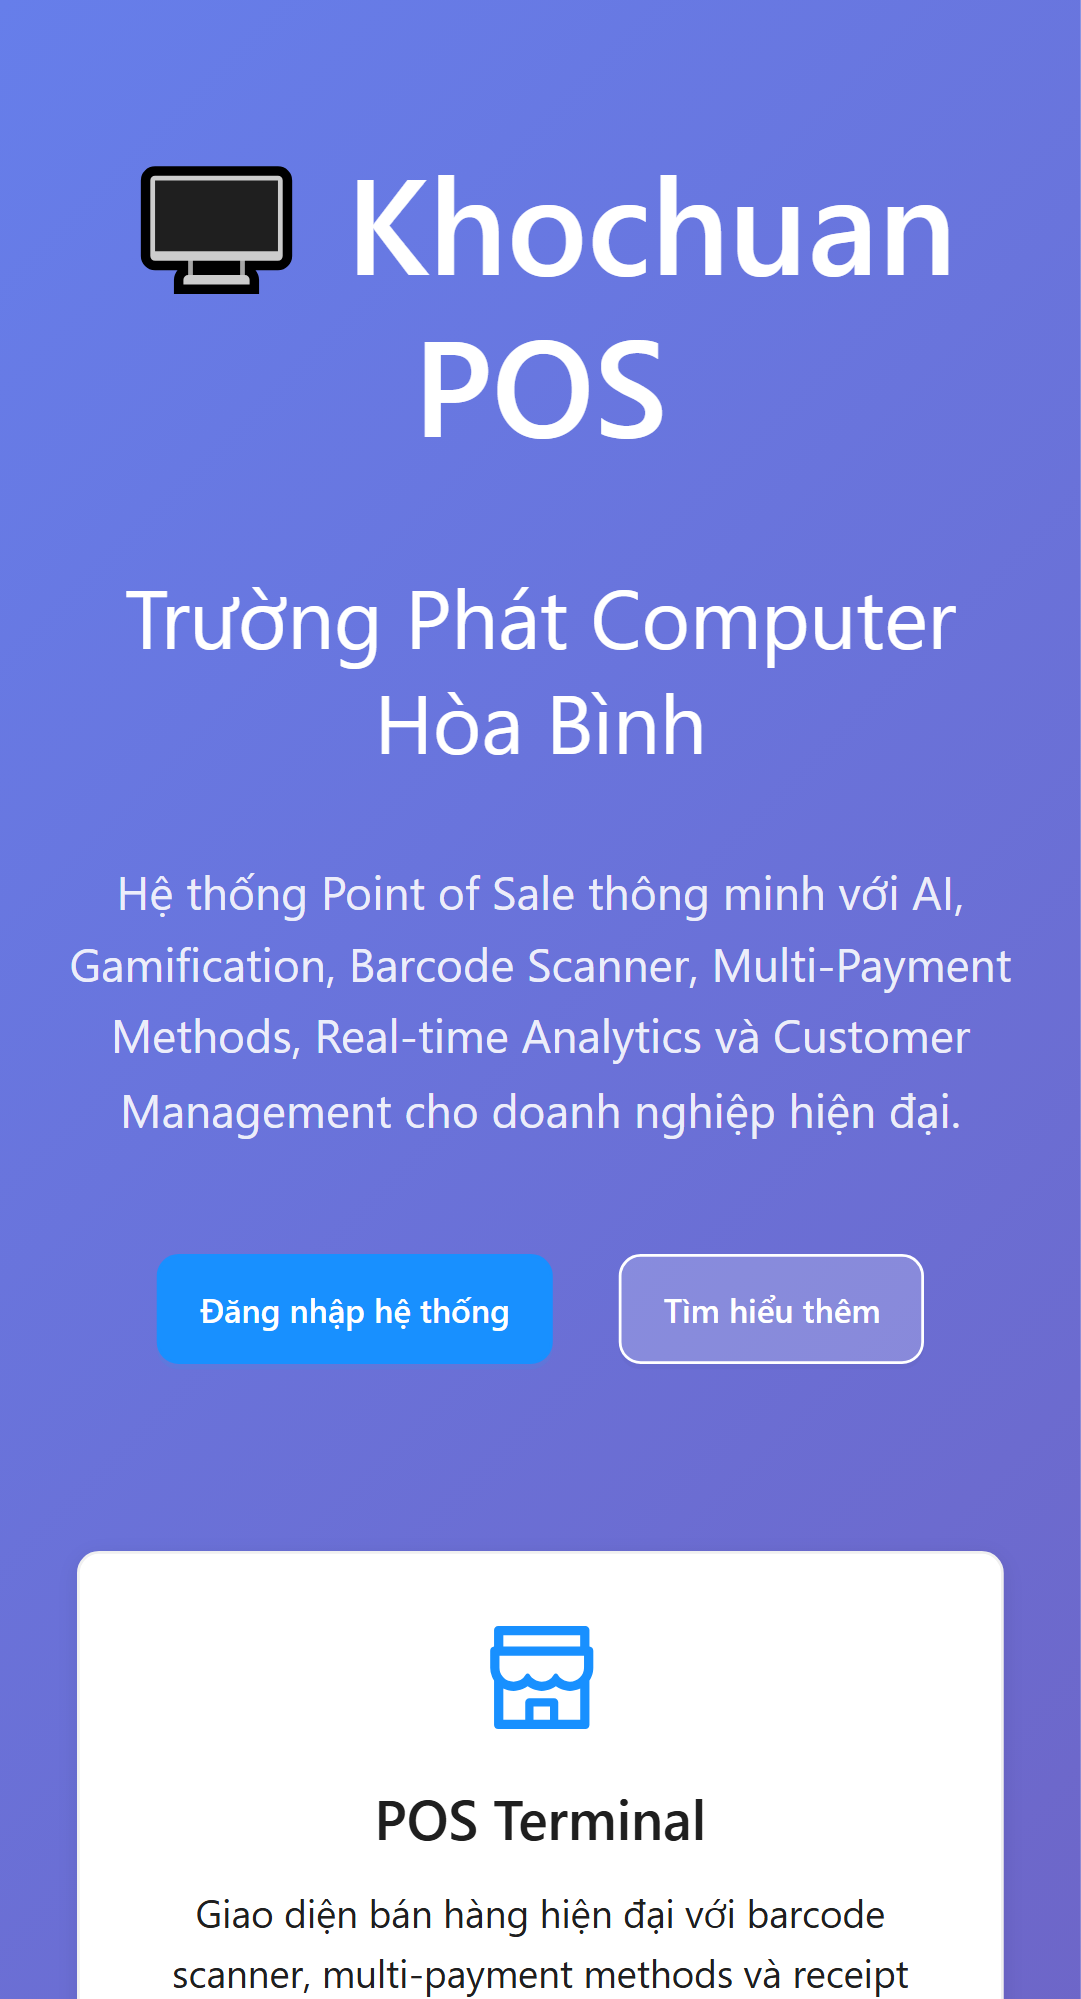 Khochuan
POS
Trường Phát Computer
Hòa Bình
Hệ thống Point of Sale thông minh với AI,
Gamification, Barcode Scanner, Multi-Payment
Methods, Real-time Analytics và Customer
Management cho doanh nghiệp hiện đại.
Đăng nhập hệ thống
Tìm hiểu thêm
POS Terminal
Giao diện bán hàng hiện đại với barcode
scanner, multi-payment methods và receipt